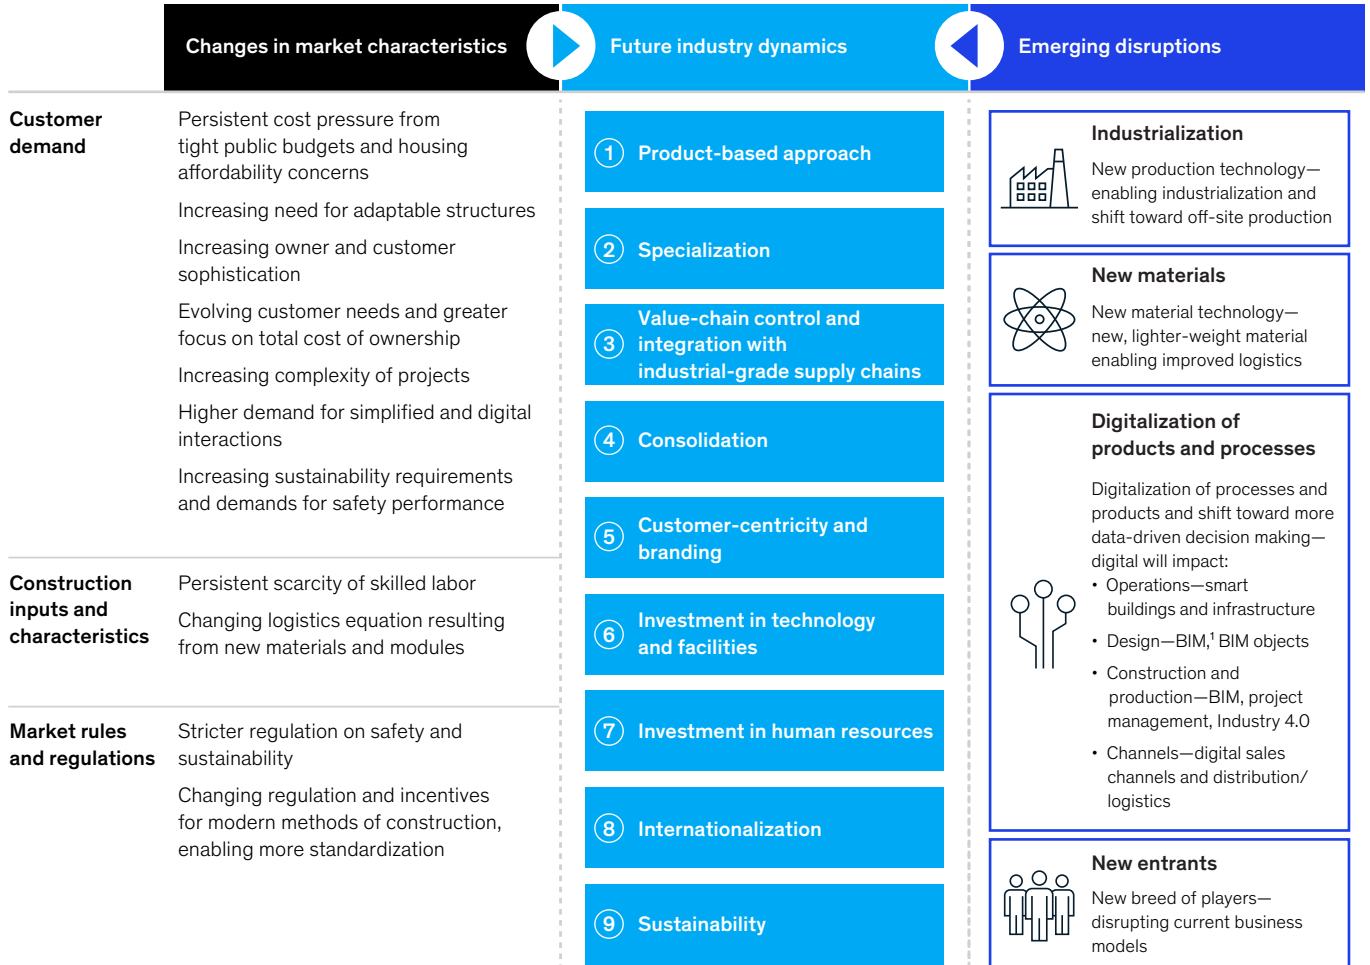 Changes in market characteristics
Future industry dynamics
Emerging disruptions
Customer
demand
Persistent cost pressure from
tight public budgets and housing
affordability concerns
Increasing need for adaptable structures
Increasing owner and customer
sophistication
Evolving customer needs and greater
focus on total cost of ownership
Increasing complexity of projects
Higher demand for simplified and digital
interactions
Increasing sustainability requirements
and demands for safety performance
Construction
inputs and
characteristics
Persistent scarcity of skilled labor
Changing logistics equation resulting
from new materials and modules
Market rules
and regulations
Stricter regulation on safety and
sustainability
Changing regulation and incentives
for modern methods of construction,
enabling more standardization
1 Product-based approach
2 Specialization
3 Value-chain control and
integration with
industrial-grade supply chains
4 Consolidation
5 Customer-centricity and
branding
6 Investment in technology
and facilities
7 Investment in human resources
8 Internationalization
9 Sustainability
Industrialization
New production technology—
enabling industrialization and
shift toward off-site production
New materials
New material technology—
new, lighter-weight material
enabling improved logistics
Digitalization of
products and processes
Digitalization of processes and
products and shift toward more
data-driven decision making—
digital will impact:
• Operations—smart
buildings and infrastructure
• Design—BIM,¹ BIM objects
• Construction and
production—BIM, project
management, Industry 4.0
• Channels—digital sales
channels and distribution/
logistics
New entrants
New breed of players—
disrupting current business
models